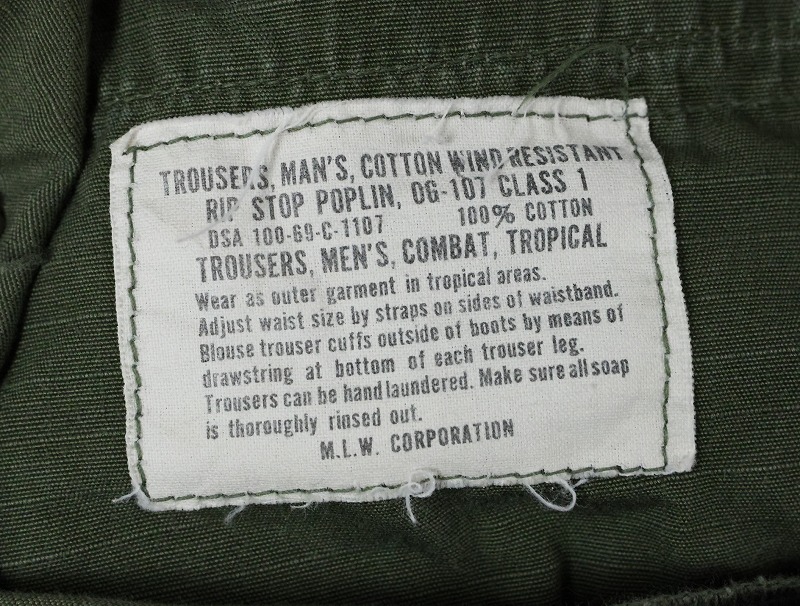 TROUSERS, MAN'S, COTTON WIND RESISTANT
RIP STOP POPLIN, OG-107 CLASS 1
DSA 100-69-C-1107 100% COTTON
TROUSERS, MEN'S, COMBAT, TROPICAL
Wear as outer garment in tropical areas.
Adjust waist size by straps on sides of waistband.
Blouse trouser cuffs outside of boots by means of
drawstring at bottom of each trouser leg.
Trousers can be hand laundered. Make sure all soap
is thoroughly rinsed out.
M.L.W. CORPORATION